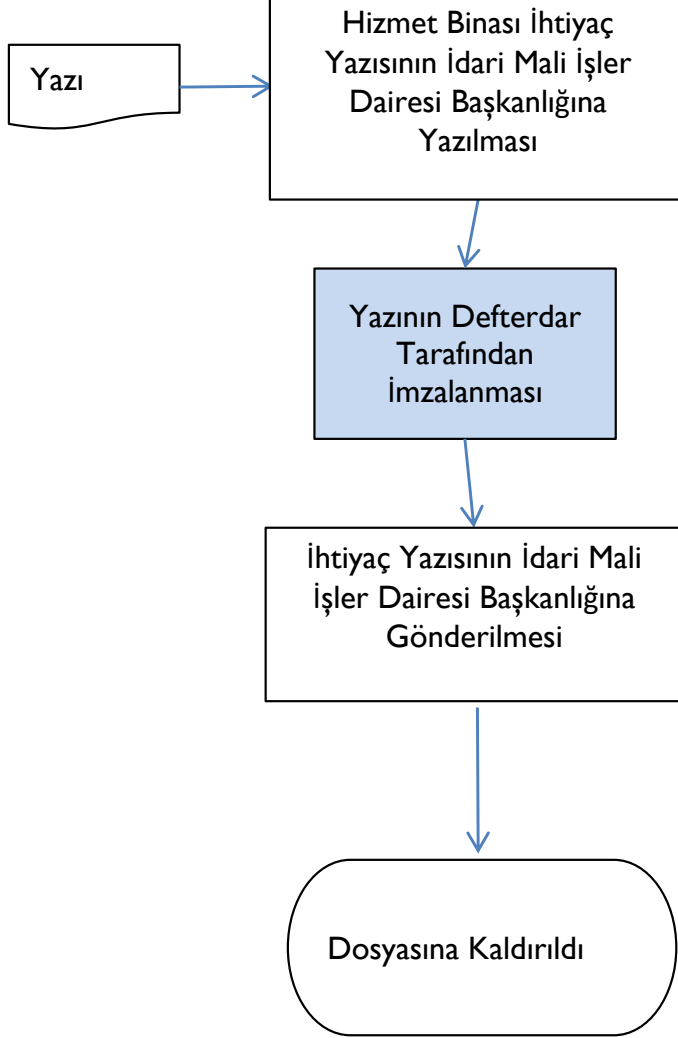 Hizmet Binası İhtiyaç
Yazısının İdari Mali İşler
Dairesi Başkanlığına
Yazılması
Yazı
Yazının Defterdar
Tarafından
İmzalanması
İhtiyaç Yazısının İdari Mali
İşler Dairesi Başkanlığına
Gönderilmesi
Dosyasına Kaldırıldı